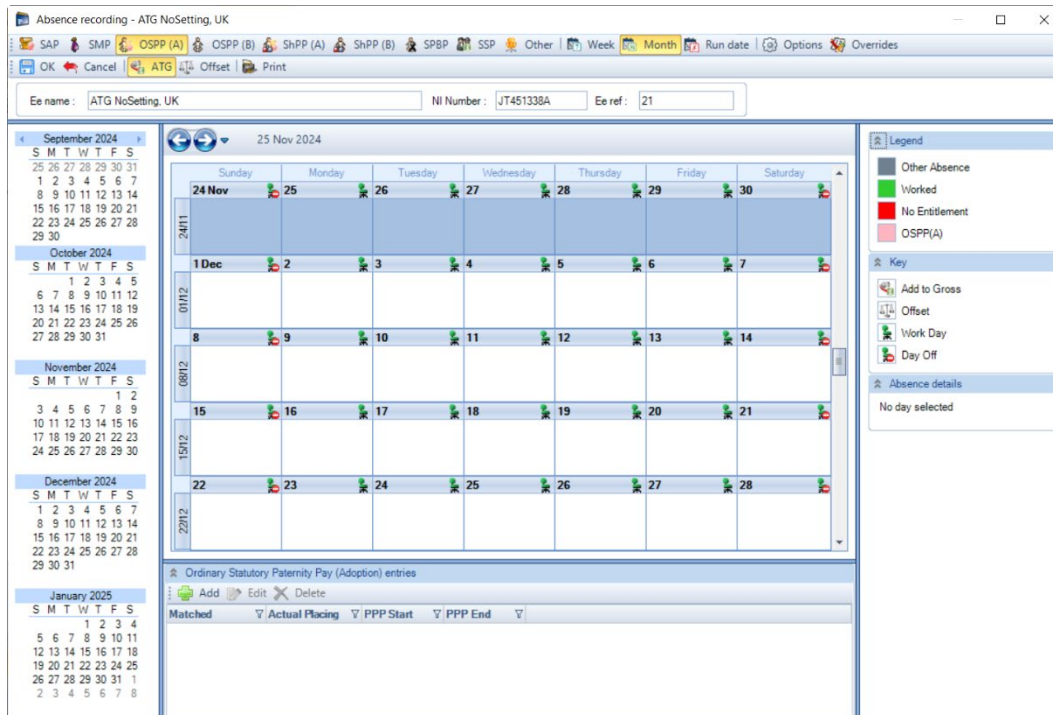 Absence recording - ATG NoSetting, UK
SAP SMP OSPP (A) OSPP (B) ShPP (A) ShPP (B) SPBP SSP Other Week Month Run date Options Overrides
OK Cancel ATG Offset Print
Ee name : ATG NoSetting, UK NI Number : JT451338A Ee ref : 21
September 2024
S M T W T F S
25 26 27 28 29 30 31
1 2 3 4 5 6 7
8 9 10 11 12 13 14
15 16 17 18 19 20 21
22 23 24 25 26 27 28
29 30
October 2024
S M T W T F S
1 2 3 4 5
6 7 8 9 10 11 12
13 14 15 16 17 18 19
20 21 22 23 24 25 26
27 28 29 30 31
November 2024
S M T W T F S
1 2
3 4 5 6 7 8 9
10 11 12 13 14 15 16
17 18 19 20 21 22 23
24 25 26 27 28 29 30
December 2024
S M T W T F S
1 2 3 4 5 6 7
8 9 10 11 12 13 14
15 16 17 18 19 20 21
22 23 24 25 26 27 28
29 30 31
January 2025
S M T W T F S
1 2 3 4
5 6 7 8 9 10 11
12 13 14 15 16 17 18
19 20 21 22 23 24 25
26 27 28 29 30 31 1
2 3 4 5 6 7 8
25 Nov 2024
Sunday Monday Tuesday Wednesday Thursday Friday Saturday
24 Nov 25 26 27 28 29 30
24/11
1 Dec 2 3 4 5 6 7
01/12
8 9 10 11 12 13 14
08/12
15 16 17 18 19 20 21
15/12
22 23 24 25 26 27 28
22/12
Ordinary Statutory Paternity Pay (Adoption) entries
Add Edit Delete
Matched Actual Placing PPP Start PPP End
Legend
Other Absence
Worked
No Entitlement
OSPP(A)
Key
Add to Gross
Offset
Work Day
Day Off
Absence details
No day selected